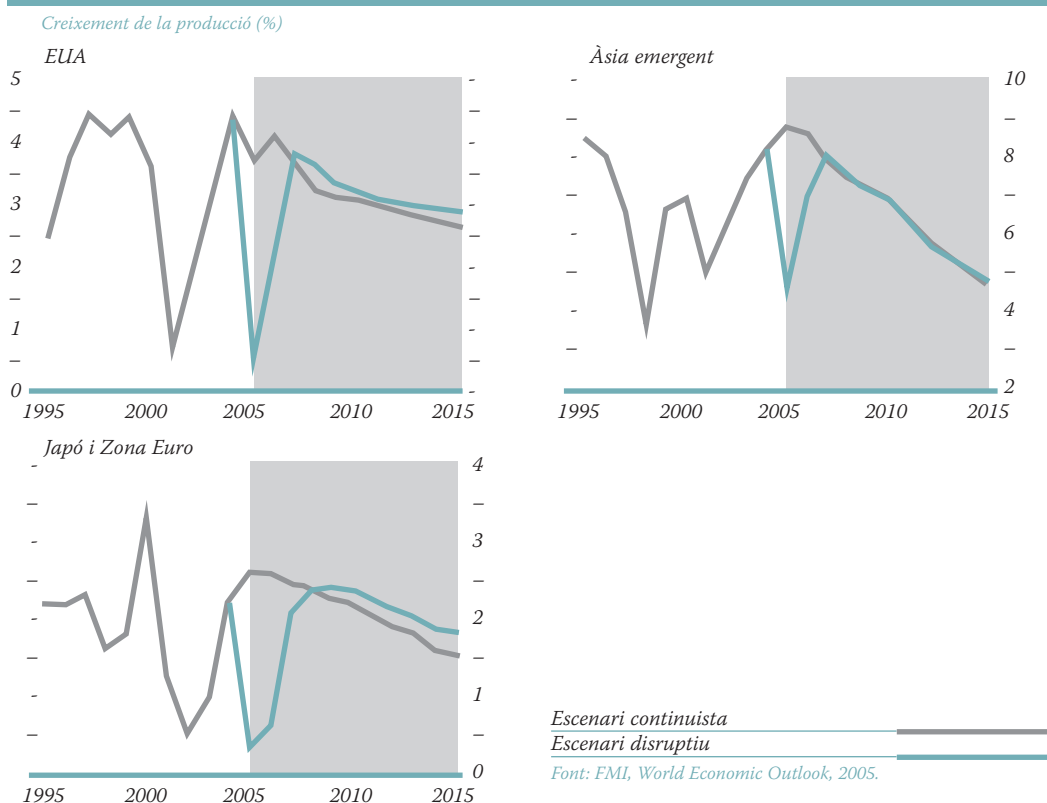 Creixement de la producció (%)
EUA
5
4
3
2
1
0
1995 2000 2005 2010 2015
Àsia emergent
10
8
6
4
2
1995 2000 2005 2010 2015
Japó i Zona Euro
4
3
2
1
0
1995 2000 2005 2010 2015
Escenari continuista
Escenari disruptiu
Font: FMI, World Economic Outlook, 2005.